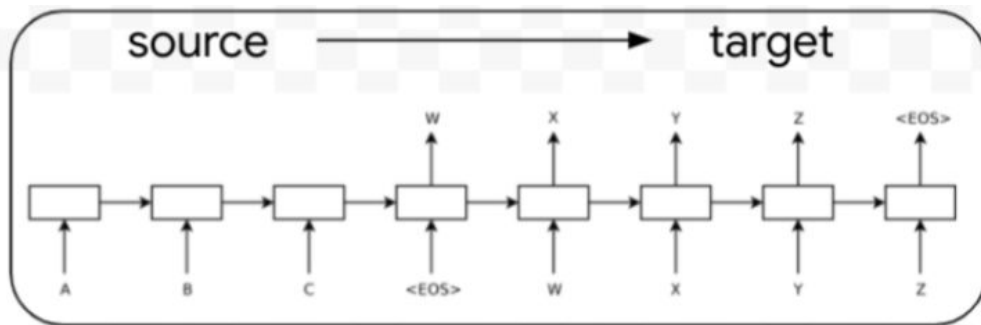 source target
W X Y Z <EOS>
A B C <EOS> W X Y Z